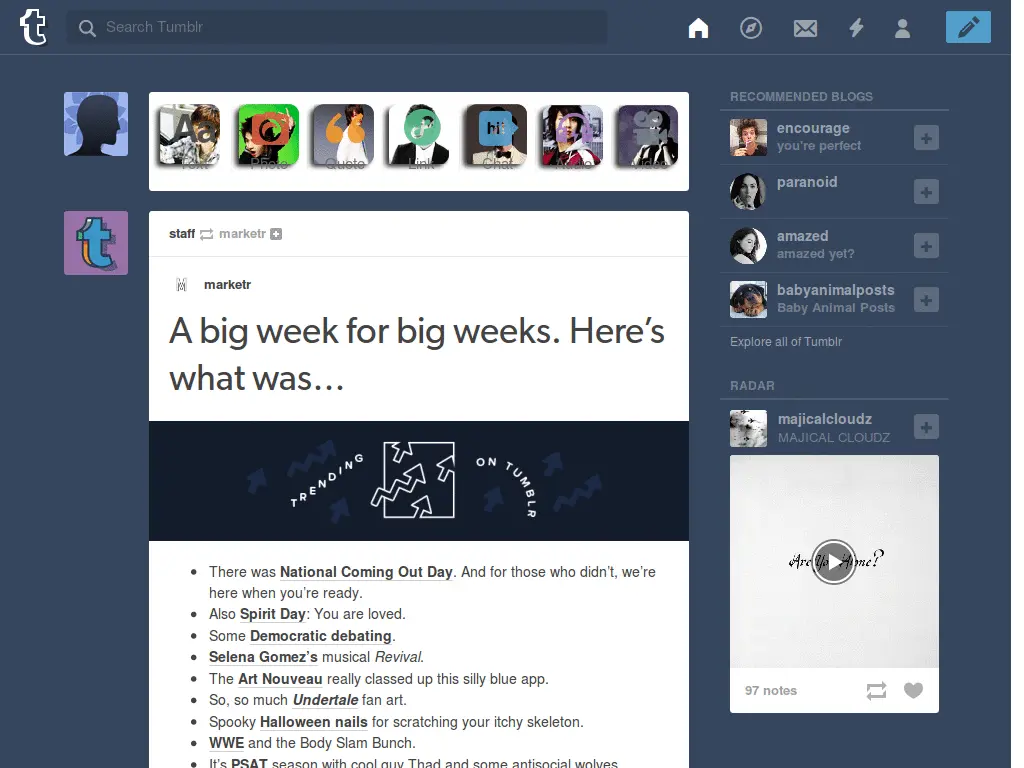 Search Tumblr
Aa
hi!
Text Photo Quote Link Chat Audio Video
staff marketr
marketr
A big week for big weeks. Here’s
what was…
TRENDING ON TUMBLR
There was National Coming Out Day. And for those who didn’t, we’re
here when you’re ready.
Also Spirit Day: You are loved.
Some Democratic debating.
Selena Gomez’s musical Revival.
The Art Nouveau really classed up this silly blue app.
So, so much Undertale fan art.
Spooky Halloween nails for scratching your itchy skeleton.
WWE and the Body Slam Bunch.
It’s PSAT season with cool guy Thad and some antisocial wolves
RECOMMENDED BLOGS
encourage
you're perfect
paranoid
amazed
amazed yet?
babyanimalposts
Baby Animal Posts
Explore all of Tumblr
RADAR
majicalcloudz
MAJICAL CLOUDZ
Are You Home?
97 notes